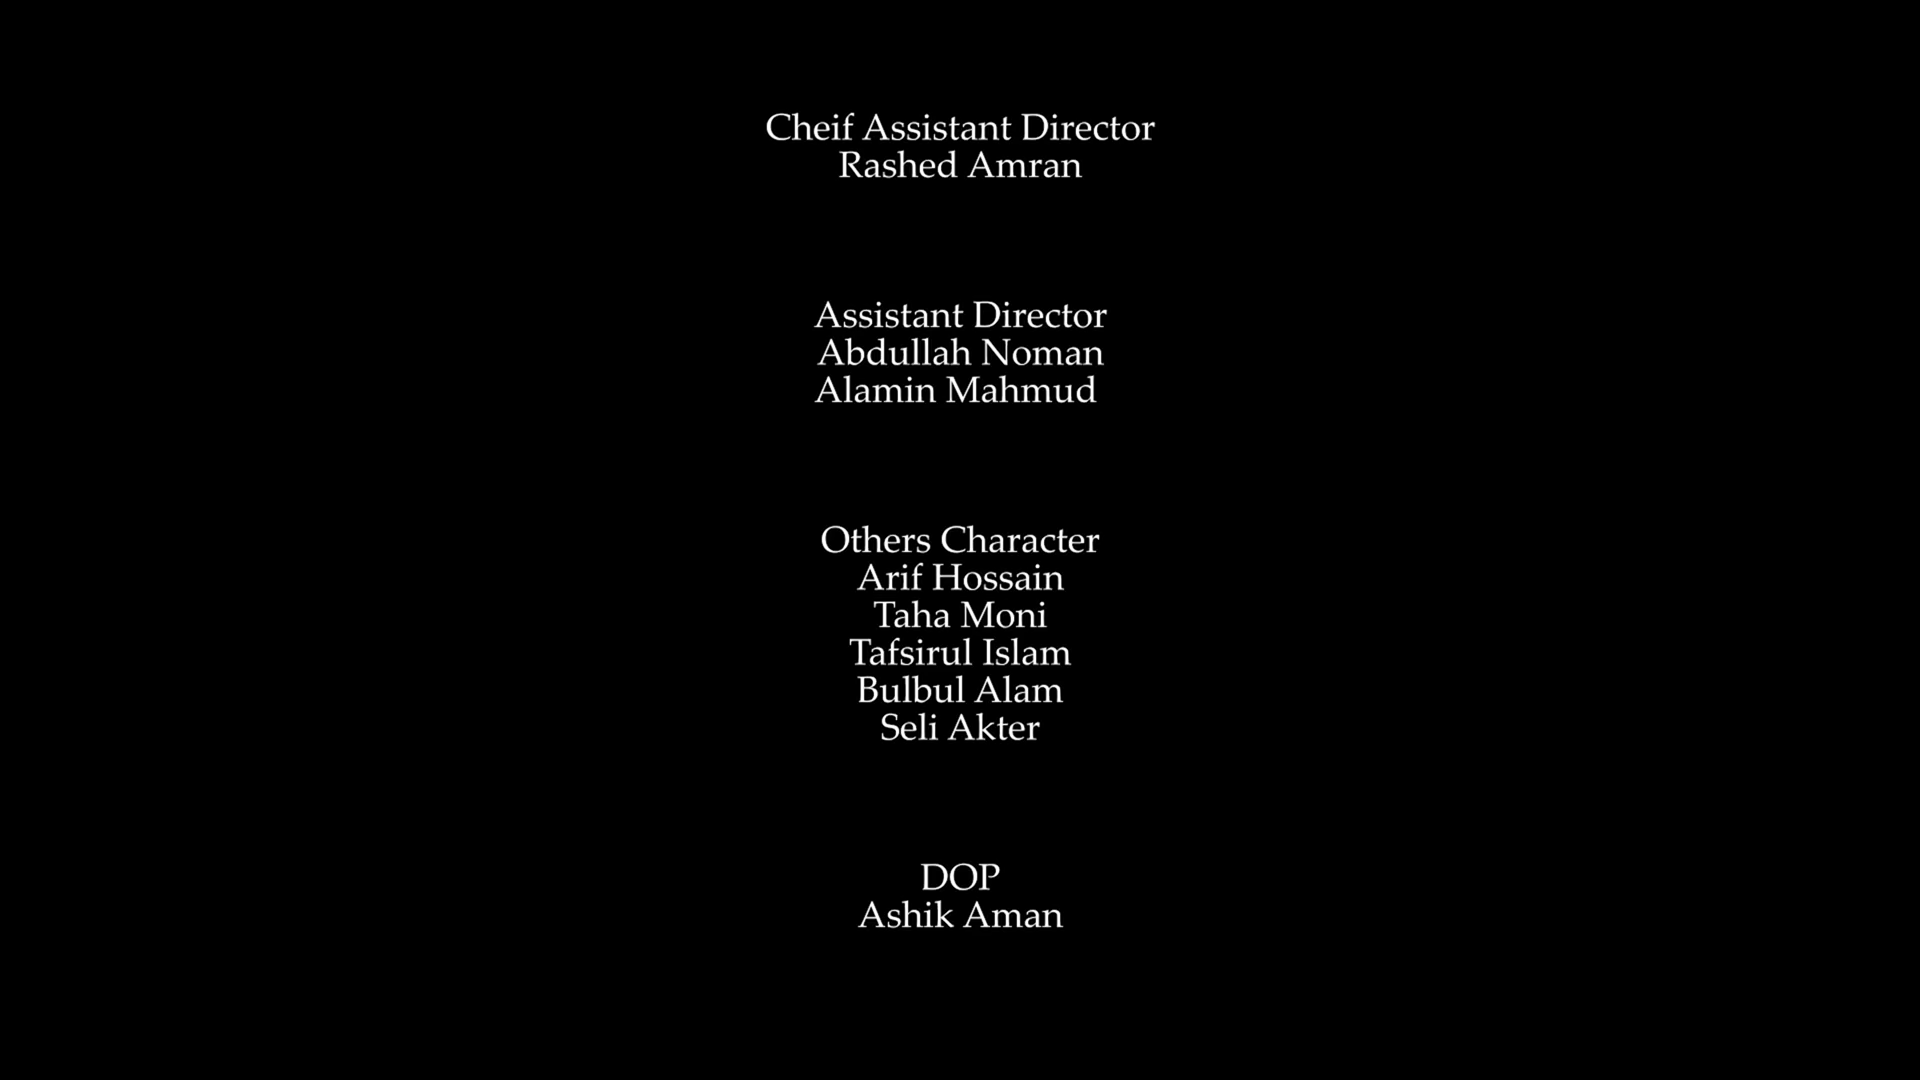 Cheif Assistant Director
Rashed Amran
Assistant Director
Abdullah Noman
Alamin Mahmud
Others Character
Arif Hossain
Taha Moni
Tafsirul Islam
Bulbul Alam
Seli Akter
DOP
Ashik Aman